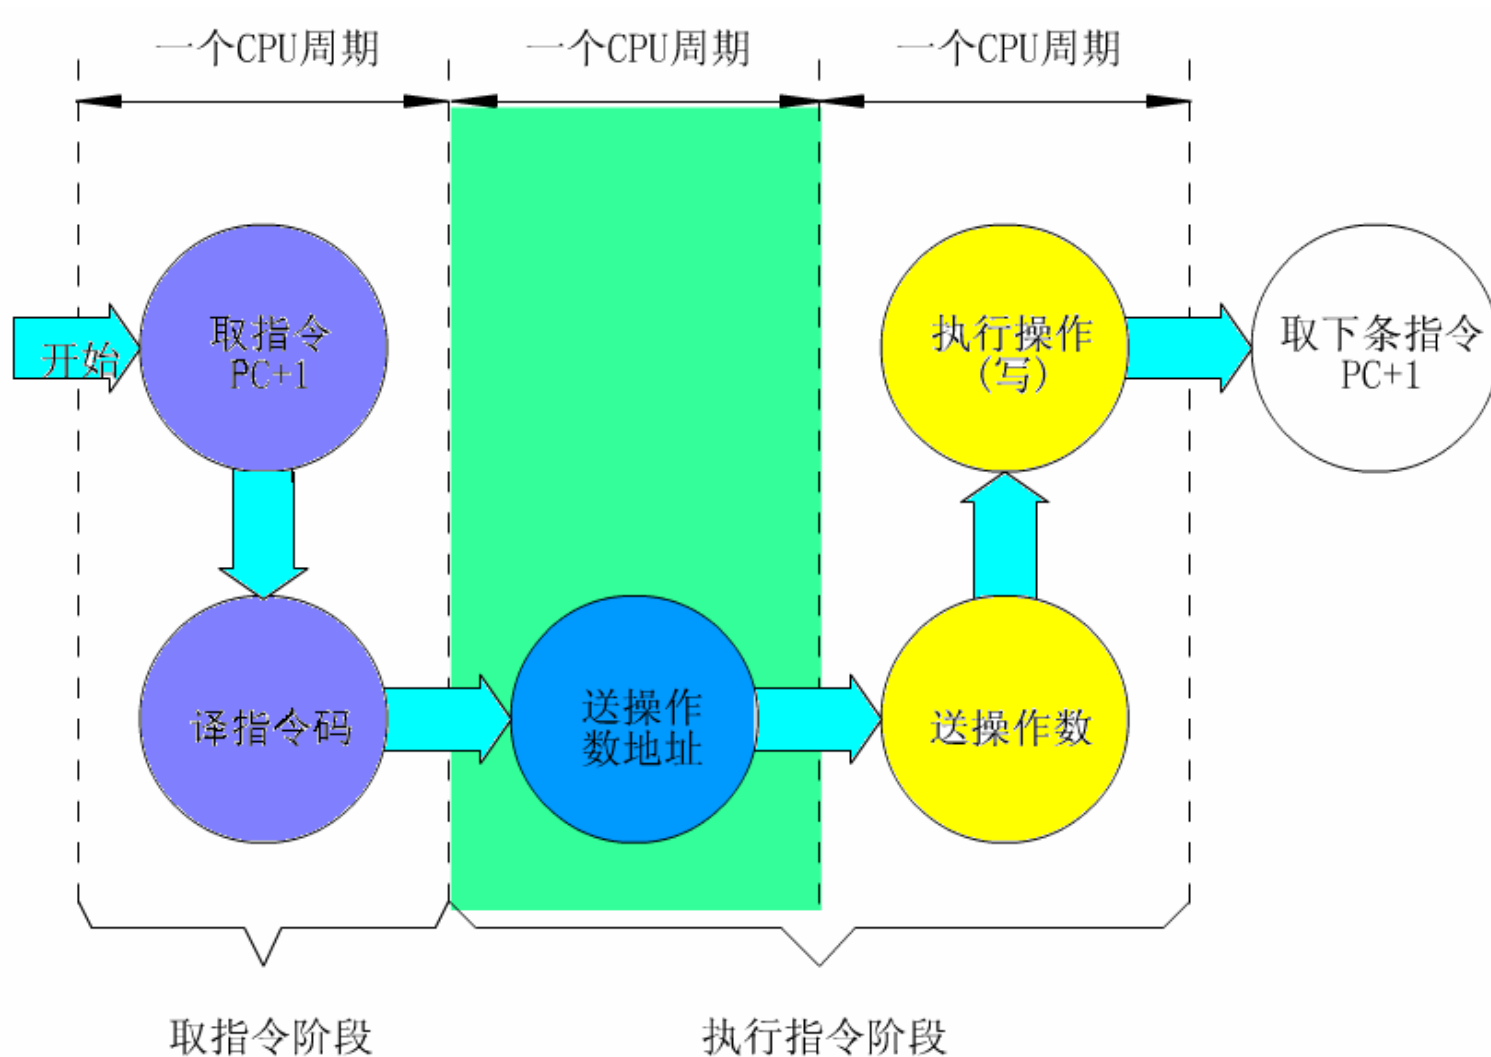 一个CPU周期
一个CPU周期
一个CPU周期
开始
取指令
PC+1
执行操作
(写)
取下条指令
PC+1
译指令码
送操作
数地址
送操作数
取指令阶段
执行指令阶段